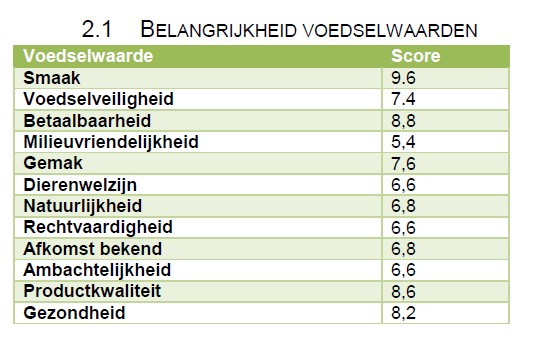 2.1 BELANGRIJKHEID VOEDSELWAARDEN
Voedselwaarde Score
Smaak 9.6
Voedselveiligheid 7.4
Betaalbaarheid 8,8
Milieuvriendelijkheid 5,4
Gemak 7,6
Dierenwelzijn 6,6
Natuurlijkheid 6,8
Rechtvaardigheid 6,6
Afkomst bekend 6,8
Ambachtelijkheid 6,6
Productkwaliteit 8,6
Gezondheid 8,2